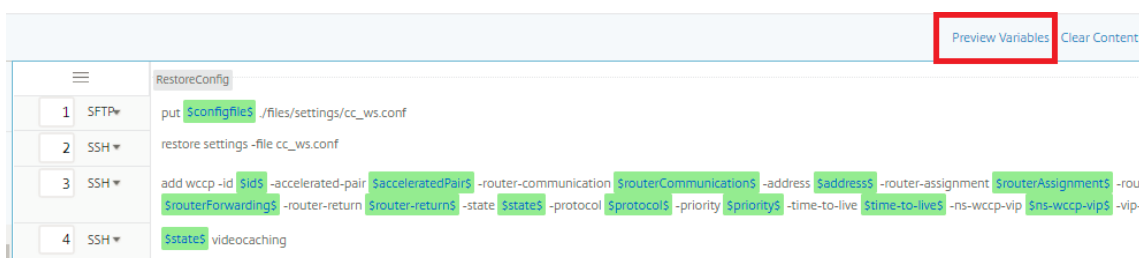 Preview Variables Clear Content
RestoreConfig
1 SFTP put $configfile$ ./files/settings/cc_ws.conf
2 SSH restore settings -file cc_ws.conf
3 SSH add wccp -id $id$ -accelerated-pair $acceleratedPair$ -router-communication $routerCommunication$ -address $address$ -router-assignment $routerAssignment$ -rou
$routerForwarding$ -router-return $router-return$ -state $state$ -protocol $protocol$ -priority $priority$ -time-to-live $time-to-live$ -ns-wccp-vip $ns-wccp-vip$ -vip-
4 SSH $state$ videocaching